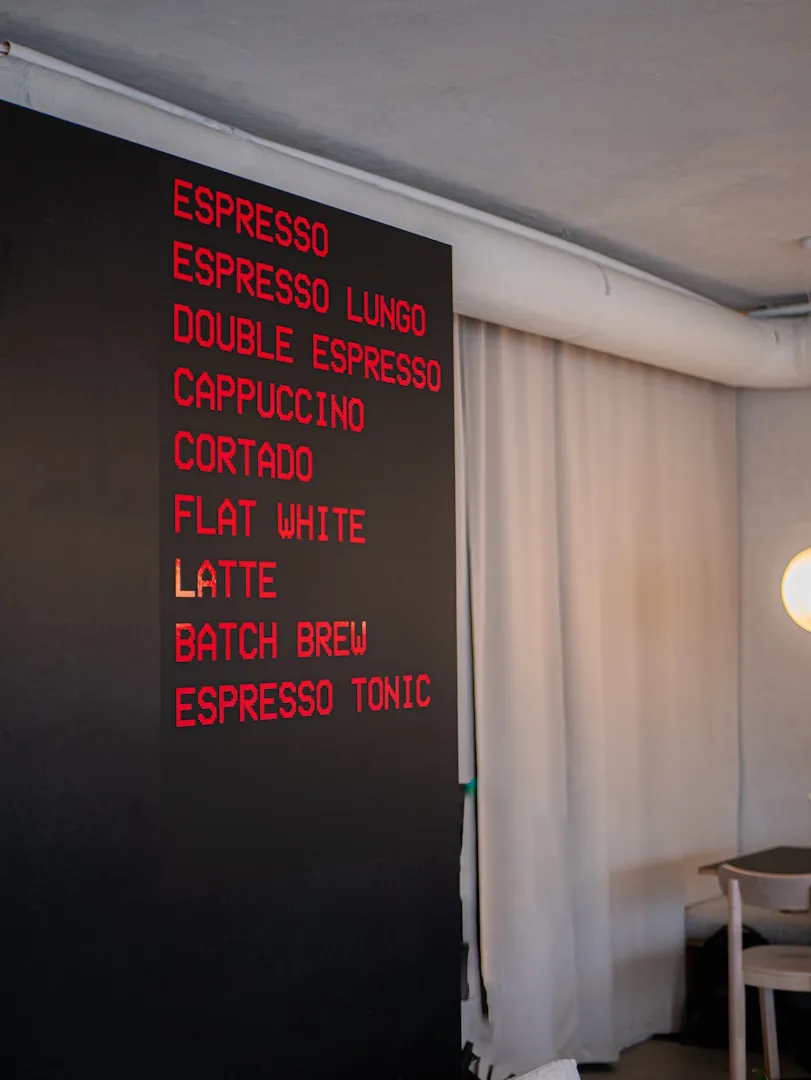 ESPRESSO
ESPRESSO LUNGO
DOUBLE ESPRESSO
CAPPUCCINO
CORTADO
FLAT WHITE
LATTE
BATCH BREW
ESPRESSO TONIC